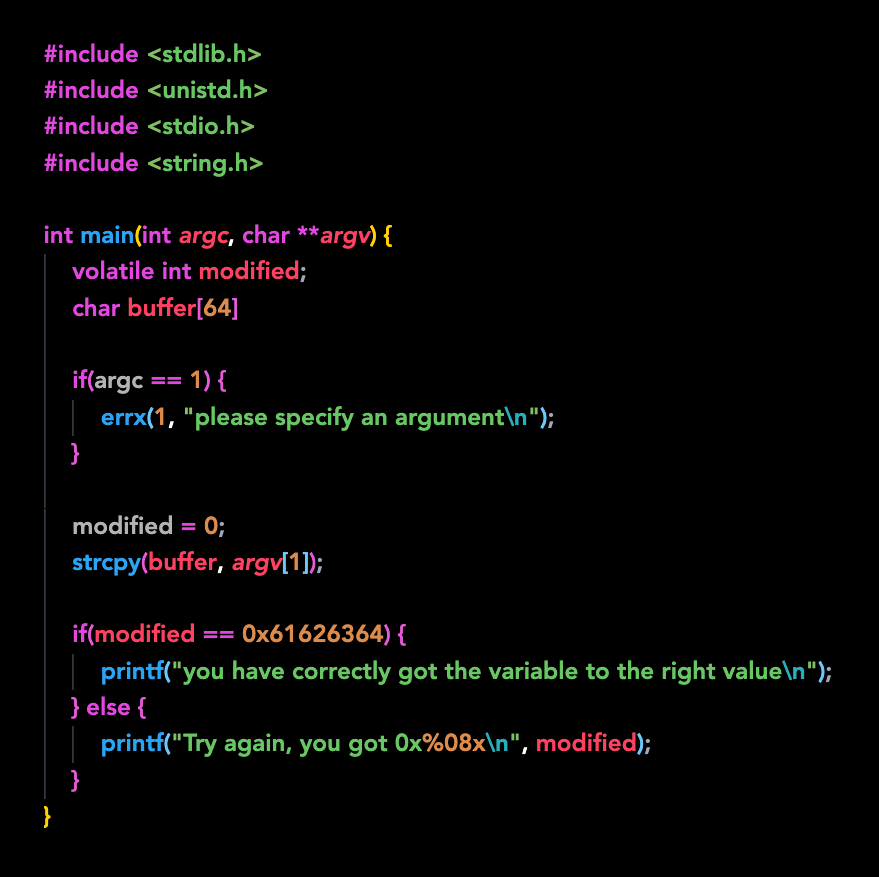 #include <stdlib.h>
#include <unistd.h>
#include <stdio.h>
#include <string.h>

int main(int argc, char **argv) {
    volatile int modified;
    char buffer[64]

    if(argc == 1) {
        errx(1, "please specify an argument\n");
    }

    modified = 0;
    strcpy(buffer, argv[1]);

    if(modified == 0x61626364) {
        printf("you have correctly got the variable to the right value\n");
    } else {
        printf("Try again, you got 0x%08x\n", modified);
    }
}